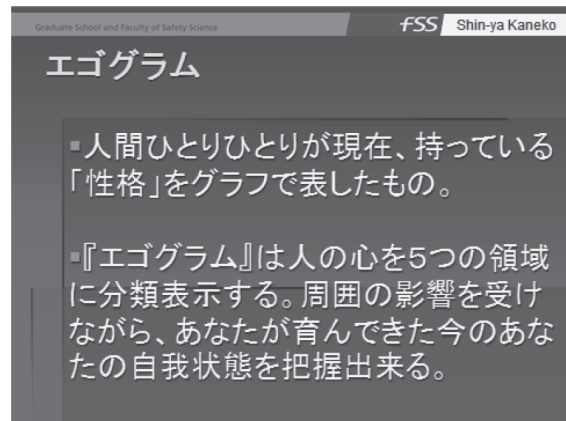 Graduate School and Faculty of Safety Science
FSS Shin-ya Kaneko
エゴグラム
▪人間ひとりひとりが現在、持っている
「性格」をグラフで表したもの。
▪『エゴグラム』は人の心を5つの領域
に分類表示する。周囲の影響を受け
ながら、あなたが育んできた今のあな
たの自我状態を把握出来る。